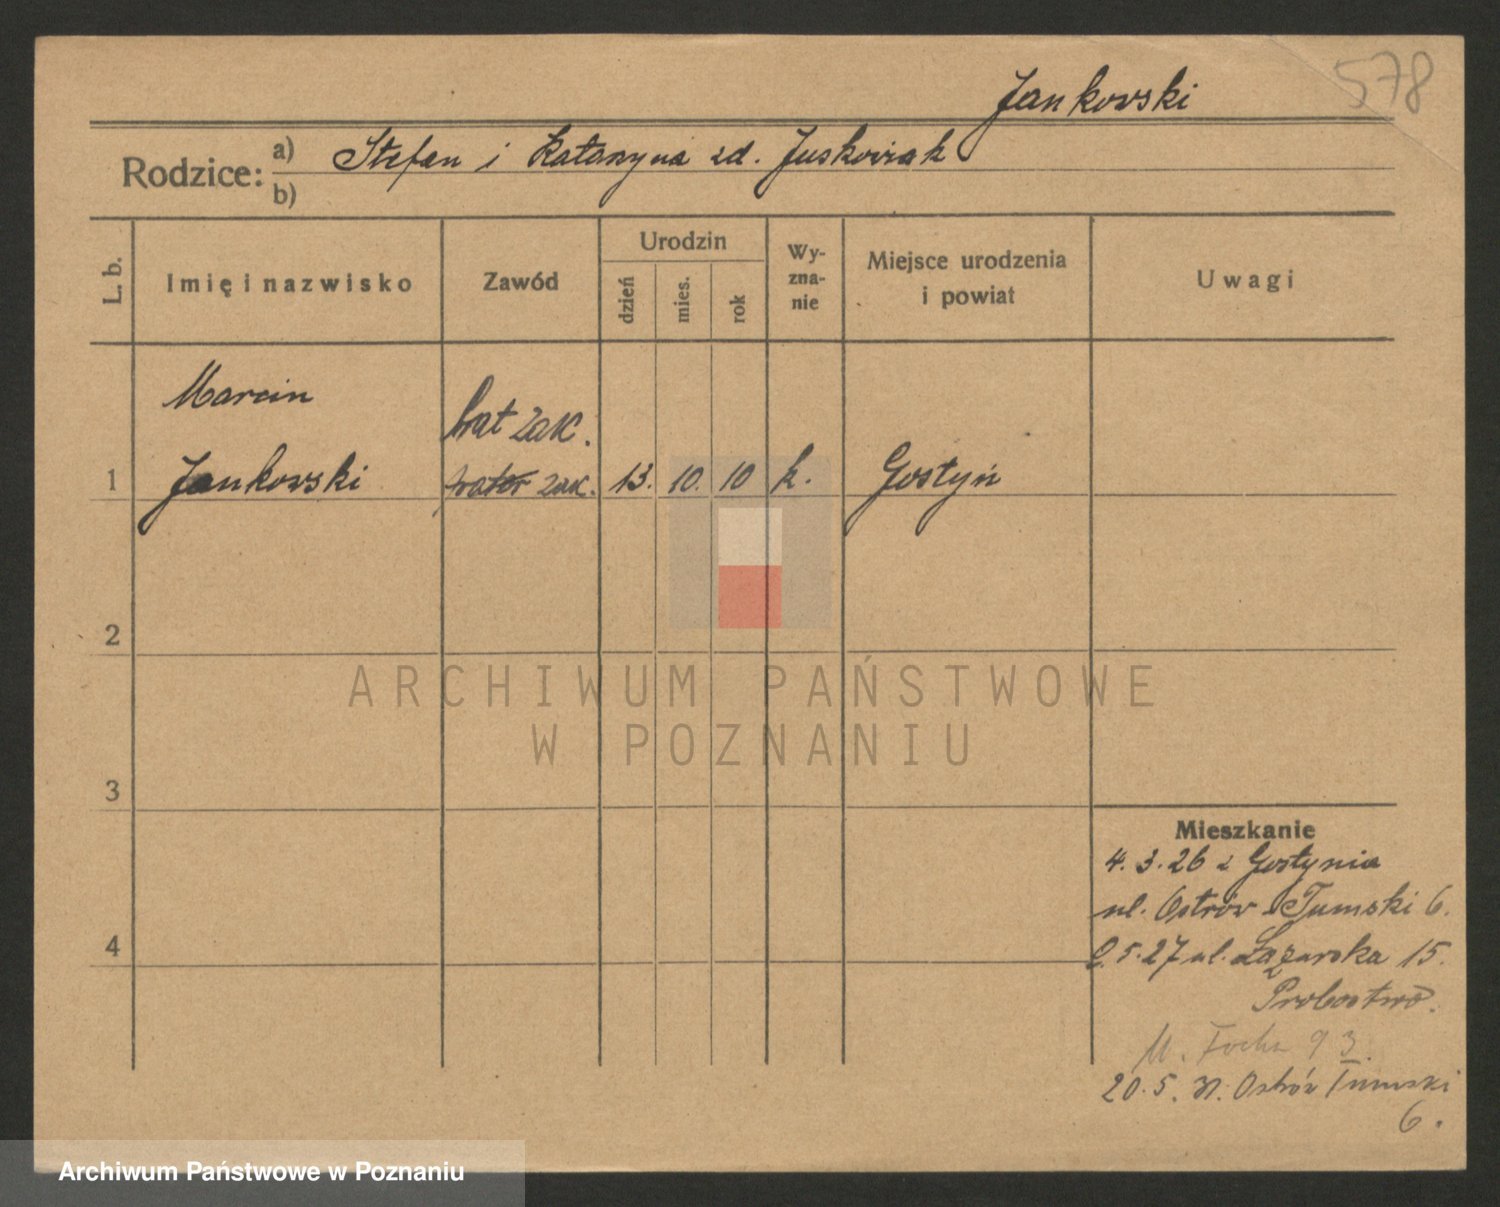 578
Jankowski
Rodzice: a) Stefan i Katarzyna zd. Juskowiak
b)
L. b. Imię i nazwisko Zawód Urodzin dzień mies. rok Wy-zna-nie Miejsce urodzenia i powiat Uwagi
Marcin
brat zak.
1 Jankowski zak. 13. 10. 10 k. Gostyń
2
ARCHIWUM PAŃSTWOWE
W POZNANIU
3
Mieszkanie
4. 3. 26 z Gostynia
ul. Ostrów Tumski 6.
4
2. 5. 27 ul. Łazarska 15.
Probostwo.
M. Focha 93.
20. 5. 31. Ostrów Tumski
6.
Archiwum Państwowe w Poznaniu